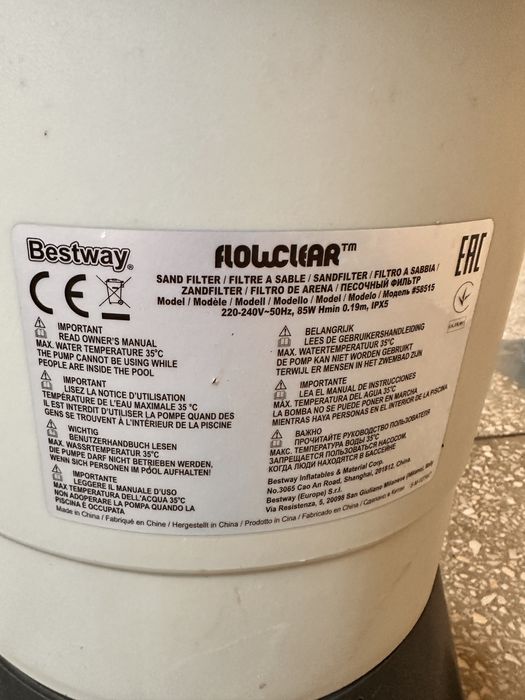 Bestway®
FLOWCLEAR™
EAC
CE
SAND FILTER / FILTRE A SABLE / SANDFILTER / FILTRO A SABBIA/
ZANDFILTER / FILTRO DE ARENA / ПЕСОЧНЫЙ ФИЛЬТР
Model / Modèle / Modell / Modello / Model / Modelo / Модель #58515
220-240V~50Hz, 85W Hmin 0.19m, IPX5
IMPORTANT
READ OWNER'S MANUAL
MAX. WATER TEMPERATURE 35°C
THE PUMP CANNOT BE USING WHILE
PEOPLE ARE INSIDE THE POOL
IMPORTANT
LISEZ LA NOTICE D'UTILISATION
TEMPÉRATURE DE L'EAU MAXIMALE 35 °C
IL EST INTERDIT D'UTILISER LA POMPE QUAND DES
GENS SE TROUVENT À L'INTÉRIEUR DE LA PISCINE
WICHTIG
BENUTZERHANDBUCH LESEN
MAX. WASSRTEMPERATUR 35°C
DIE PUMPE DARF NICHT BETRIEBEN WERDEN,
WENN SICH PERSONEN IM POOL AUFHALTEN!
IMPORTANTE
LEGGERE IL MANUALE D'USO
MAX TEMPERATURA DELL'ACQUA 35°C
NON ADOPERARE LA POMPA QUANDO LA
PISCINA È OCCUPATA
BELANGRIJK
LEES DE GEBRUIKERSHANDLEIDING
MAX. WATERTEMPERATUUR 35°C
DE POMP KAN NIET WORDEN GEBRUIKT
TERWIJL ER MENSEN IN HET ZWEMBAD ZIJN
IMPORTANTE
LEA EL MANUAL DE INSTRUCCIONES
MÁX. TEMPERATURA DEL AGUA 35°C
LA BOMBA NO SE PUEDE PONER EN MARCHA
MIENTRAS HAYA PERSONAS EN EL INTERIOR DE LA PISCINA
ВАЖНО
ПРОЧИТАЙТЕ РУКОВОДСТВО ПОЛЬЗОВАТЕЛЯ
МАКС. ТЕМПЕРАТУРА ВОДЫ 35°C
ЗАПРЕЩАЕТСЯ ПОЛЬЗОВАТЬСЯ НАСОСОМ,
КОГДА ЛЮДИ НАХОДЯТСЯ В БАССЕЙНЕ
Bestway Inflatables & Material Corp.
No.3065 Cao An Road, Shanghai, 201812, China
Bestway (Europe) S.r.l.
Via Resistenza, 5, 20098 San Giuliano Milanese (Milano), Italy
Made in China / Fabriqué en Chine / Hergestellt in China / Prodotto in Cina / Gefabriceerd in China / Fabricado en China / Сделано в Китае